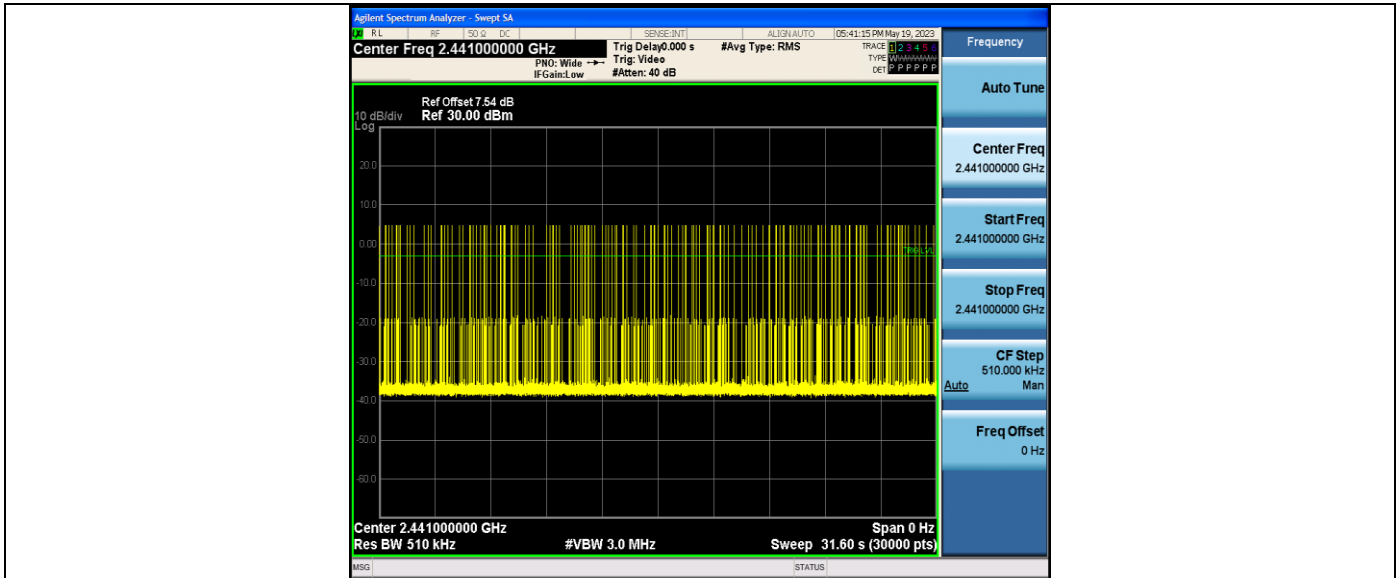 Agilent Spectrum Analyzer - Swept SA
LXI RL RF 50 Ω DC SENSE:INT ALIGNAUTO 05:41:15 PM May 19, 2023
Center Freq 2.441000000 GHz
PNO: Wide
IFGain:Low
Trig Delay0.000 s
Trig: Video
#Atten: 40 dB
#Avg Type: RMS
TRACE 1 2 3 4 5 6
TYPE WWWWWW
DET P P P P P P
Ref Offset 7.54 dB
10 dB/div Ref 30.00 dBm
Log
20.0
10.0
0.00
TRIG LVL
-10.0
-20.0
-30.0
-40.0
-50.0
-60.0
Center 2.441000000 GHz Span 0 Hz
Res BW 510 kHz #VBW 3.0 MHz Sweep 31.60 s (30000 pts)
MSG STATUS
Frequency
Auto Tune
Center Freq
2.441000000 GHz
Start Freq
2.441000000 GHz
Stop Freq
2.441000000 GHz
CF Step
510.000 kHz
Auto Man
Freq Offset
0 Hz